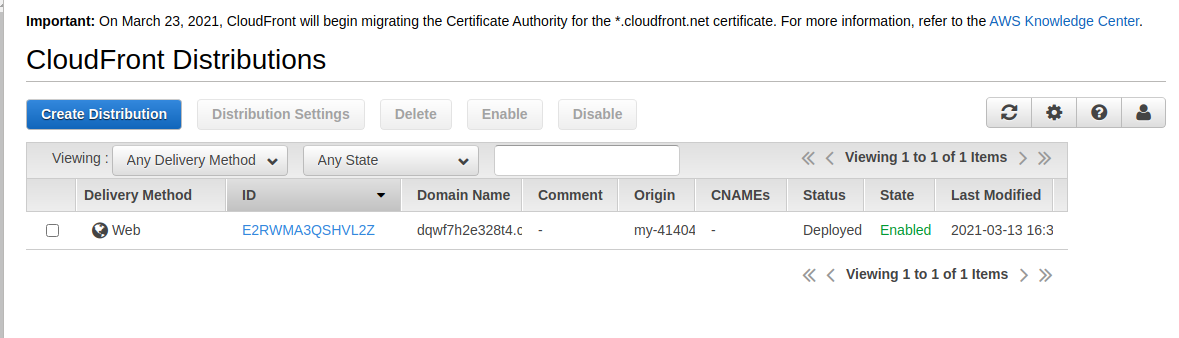 Important: On March 23, 2021, CloudFront will begin migrating the Certificate Authority for the *.cloudfront.net certificate. For more information, refer to the AWS Knowledge Center.
CloudFront Distributions
Create Distribution Distribution Settings Delete Enable Disable
Viewing : Any Delivery Method Any State Viewing 1 to 1 of 1 Items
Delivery Method ID Domain Name Comment Origin CNAMEs Status State Last Modified
Web E2RWMA3QSHVL2Z dqwf7h2e328t4.c - my-41404 - Deployed Enabled 2021-03-13 16:3
Viewing 1 to 1 of 1 Items